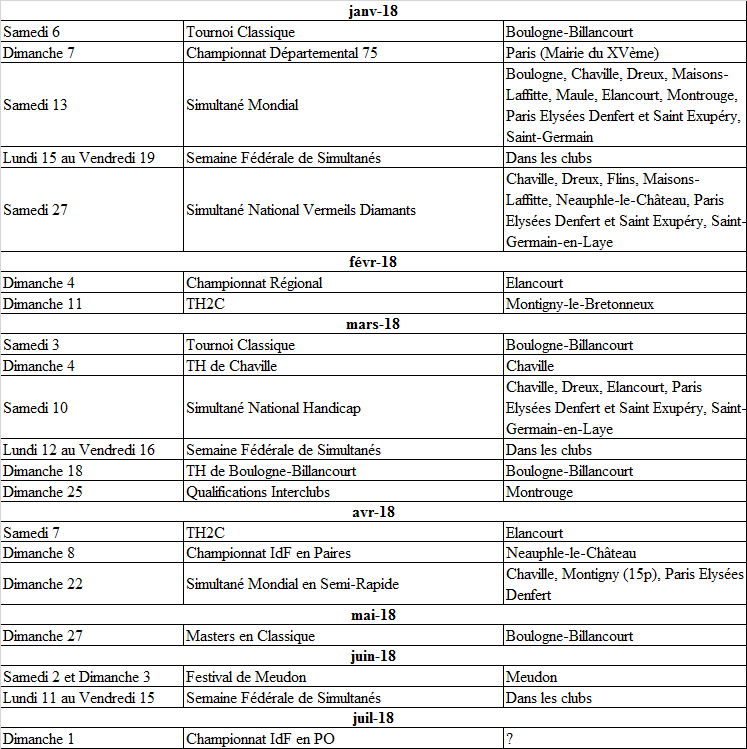 janv-18
Samedi 6 Tournoi Classique Boulogne-Billancourt
Dimanche 7 Championnat Départemental 75 Paris (Mairie du XVème)
Samedi 13 Simultané Mondial Boulogne, Chaville, Dreux, Maisons-
Laffitte, Maule, Elancourt, Montrouge,
Paris Elysées Denfert et Saint Exupéry,
Saint-Germain
Lundi 15 au Vendredi 19 Semaine Fédérale de Simultanés Dans les clubs
Samedi 27 Simultané National Vermeils Diamants Chaville, Dreux, Flins, Maisons-
Laffitte, Neauphle-le-Château, Paris
Elysées Denfert et Saint Exupéry, Saint-
Germain-en-Laye
févr-18
Dimanche 4 Championnat Régional Elancourt
Dimanche 11 TH2C Montigny-le-Bretonneux
mars-18
Samedi 3 Tournoi Classique Boulogne-Billancourt
Dimanche 4 TH de Chaville Chaville
Samedi 10 Simultané National Handicap Chaville, Dreux, Elancourt, Paris
Elysées Denfert et Saint Exupéry, Saint-
Germain-en-Laye
Lundi 12 au Vendredi 16 Semaine Fédérale de Simultanés Dans les clubs
Dimanche 18 TH de Boulogne-Billancourt Boulogne-Billancourt
Dimanche 25 Qualifications Interclubs Montrouge
avr-18
Samedi 7 TH2C Elancourt
Dimanche 8 Championnat IdF en Paires Neauphle-le-Château
Dimanche 22 Simultané Mondial en Semi-Rapide Chaville, Montigny (15p), Paris Elysées
Denfert
mai-18
Dimanche 27 Masters en Classique Boulogne-Billancourt
juin-18
Samedi 2 et Dimanche 3 Festival de Meudon Meudon
Lundi 11 au Vendredi 15 Semaine Fédérale de Simultanés Dans les clubs
juil-18
Dimanche 1 Championnat IdF en PO ?